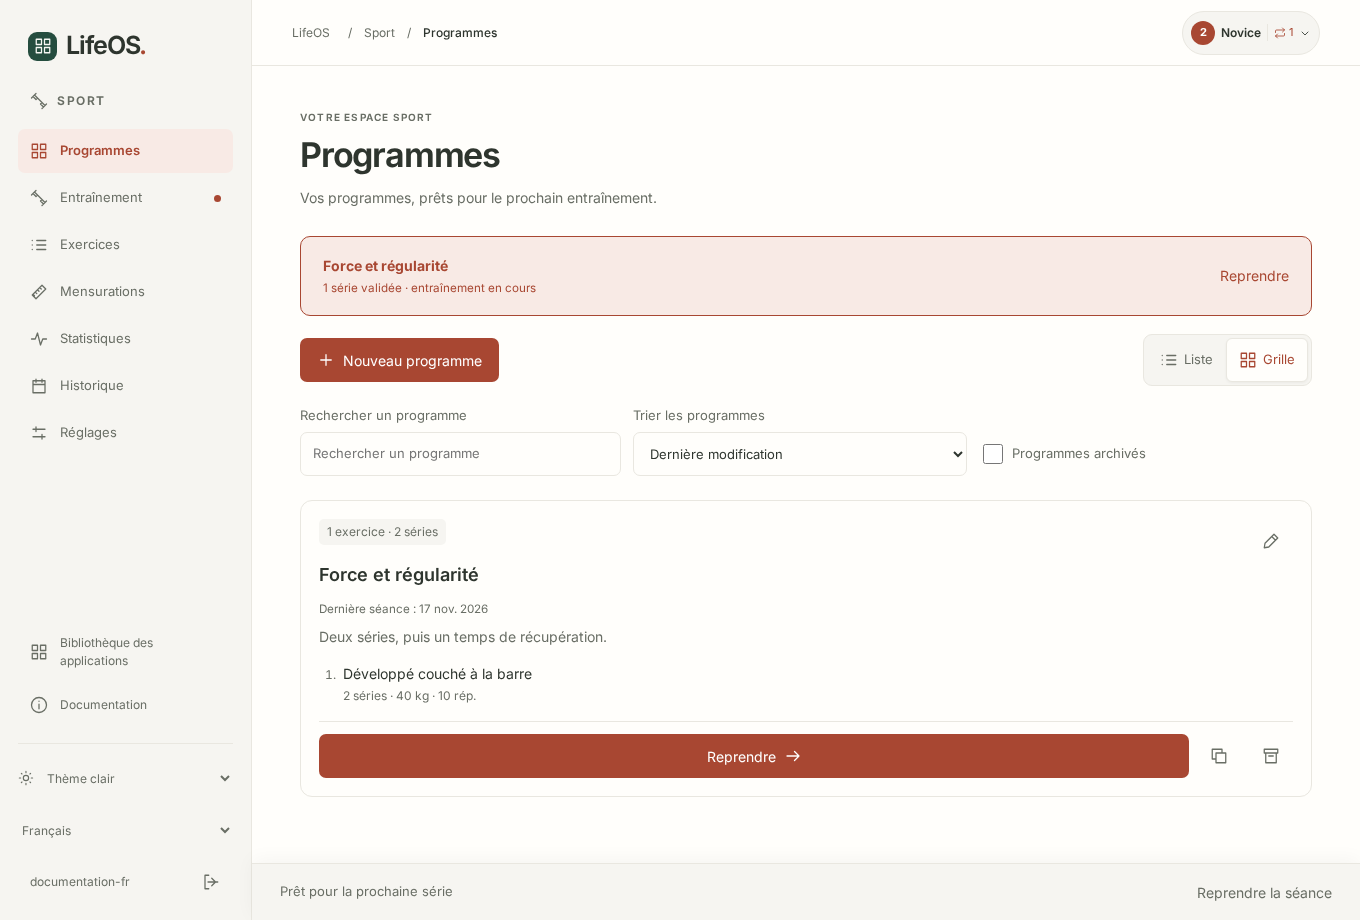 LifeOS.
SPORT
Programmes
Entraînement
Exercices
Mensurations
Statistiques
Historique
Réglages
Bibliothèque des
applications
Documentation
Thème clair
Français
documentation-fr
LifeOS / Sport / Programmes
2 Novice 1
VOTRE ESPACE SPORT
Programmes
Vos programmes, prêts pour le prochain entraînement.
Force et régularité
1 série validée · entraînement en cours
Reprendre
Nouveau programme
Liste
Grille
Rechercher un programme
Trier les programmes
Rechercher un programme
Dernière modification
Programmes archivés
1 exercice · 2 séries
Force et régularité
Dernière séance : 17 nov. 2026
Deux séries, puis un temps de récupération.
1. Développé couché à la barre
2 séries · 40 kg · 10 rép.
Reprendre
Prêt pour la prochaine série
Reprendre la séance